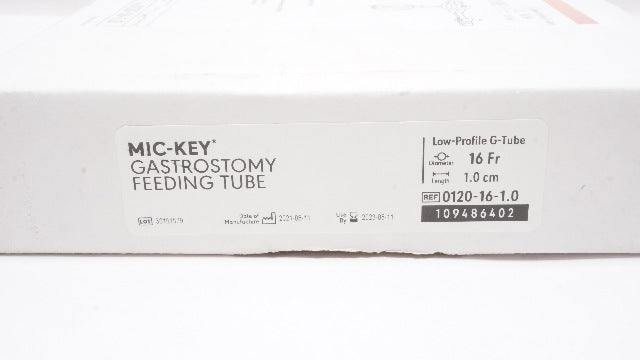 MIC-KEY*
GASTROSTOMY
FEEDING TUBE
Low-Profile G-Tube
Diameter 16 Fr
Length 1.0 cm
REF 0120-16-1.0
109486402
LOT
Date of Manufacture
Use By